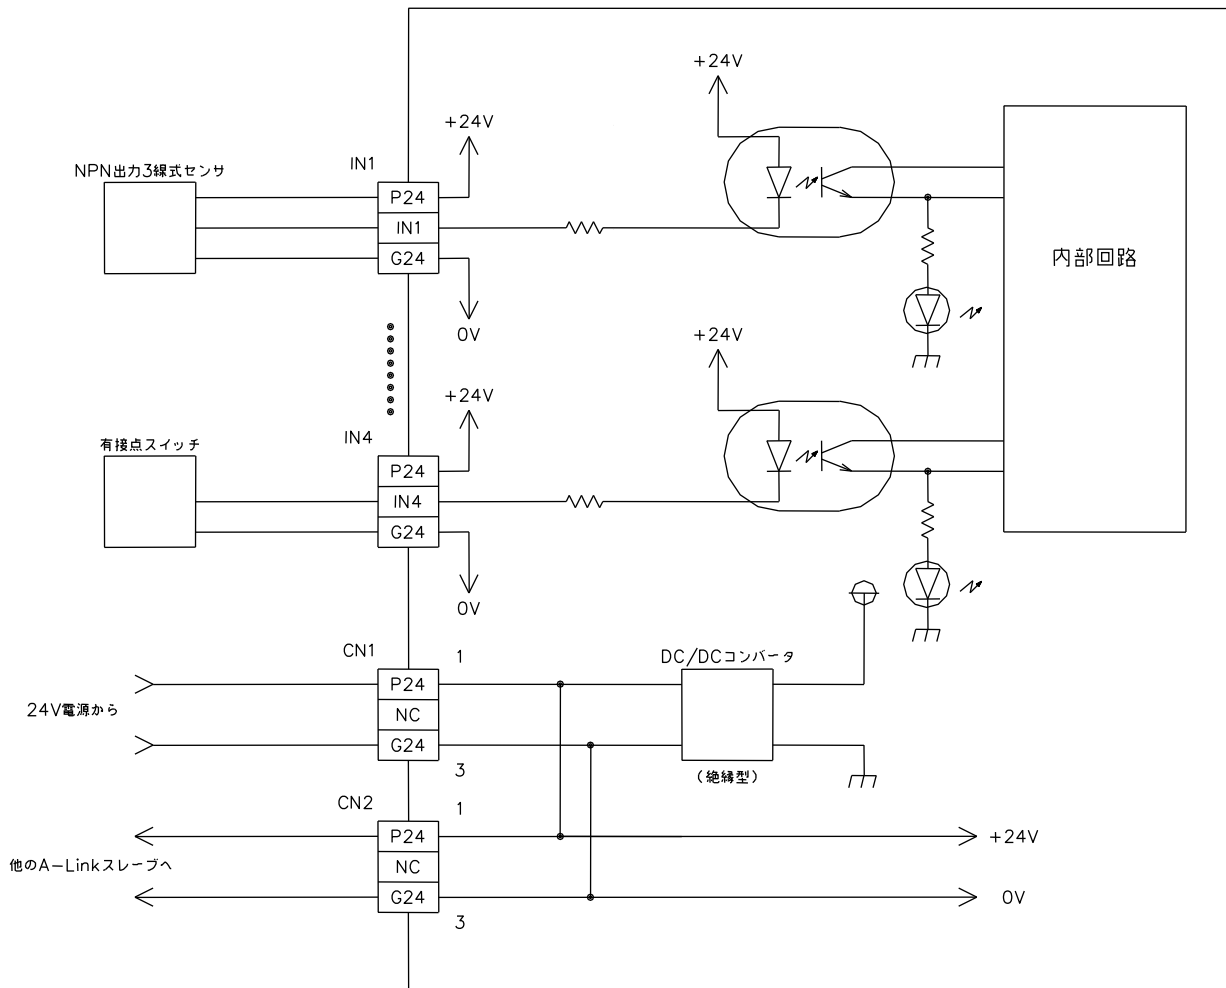 +24V
+24V
NPN出力3線式センサ
IN1
P24
IN1
G24
内部回路
0V
+24V
+24V
有接点スイッチ
IN4
P24
IN4
G24
0V
CN1
1
DC/DCコンバータ
P24
24V電源から
NC
G24
3
(絶縁型)
CN2
1
P24
+24V
他のA-Linkスレーブへ
NC
G24
0V
3